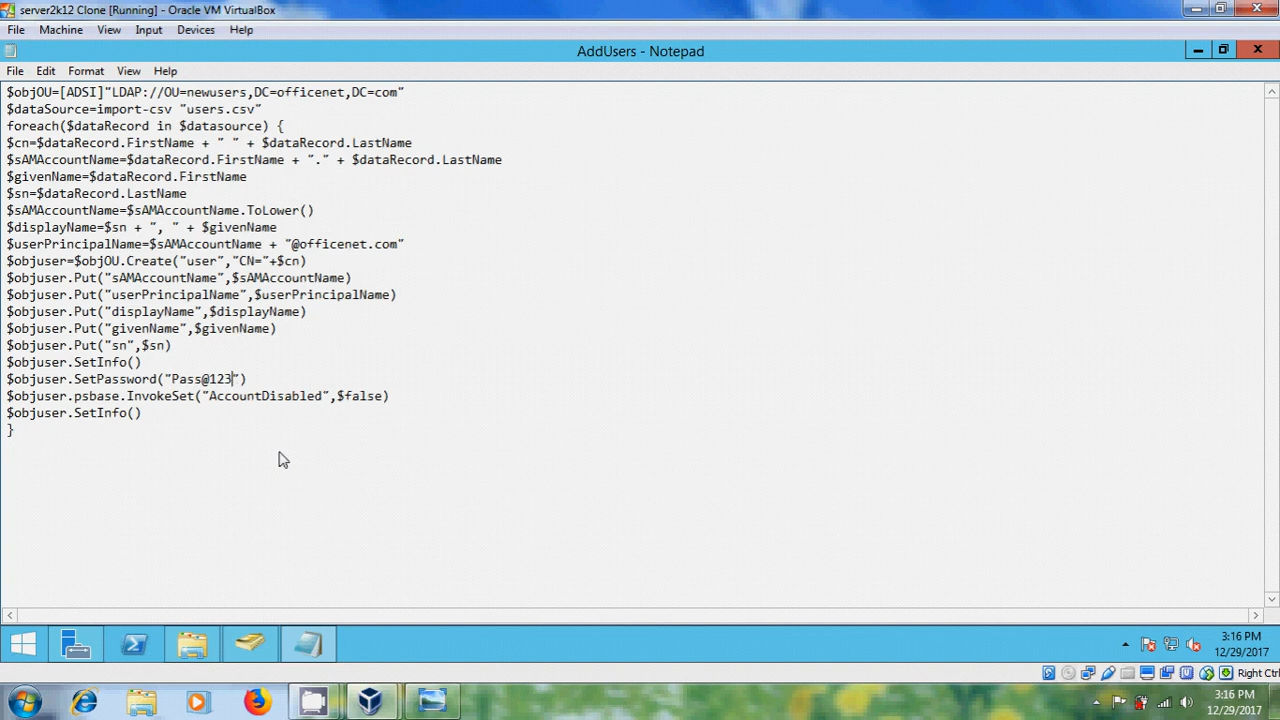 server2k12 Clone [Running] - Oracle VM VirtualBox
File Machine View Input Devices Help
AddUsers - Notepad
File Edit Format View Help
$objOU=[ADSI]"LDAP://OU=newusers,DC=officenet,DC=com"
$dataSource=import-csv "users.csv"
foreach($dataRecord in $datasource) {
$cn=$dataRecord.FirstName + " " + $dataRecord.LastName
$sAMAccountName=$dataRecord.FirstName + "." + $dataRecord.LastName
$givenName=$dataRecord.FirstName
$sn=$dataRecord.LastName
$sAMAccountName=$sAMAccountName.ToLower()
$displayName=$sn + ", " + $givenName
$userPrincipalName=$sAMAccountName + "@officenet.com"
$objuser=$objOU.Create("user","CN="+$cn)
$objuser.Put("sAMAccountName",$sAMAccountName)
$objuser.Put("userPrincipalName",$userPrincipalName)
$objuser.Put("displayName",$displayName)
$objuser.Put("givenName",$givenName)
$objuser.Put("sn",$sn)
$objuser.SetInfo()
$objuser.SetPassword("Pass@123")
$objuser.psbase.InvokeSet("AccountDisabled",$false)
$objuser.SetInfo()
}
3:16 PM
12/29/2017
Right Ctrl
3:16 PM
12/29/2017